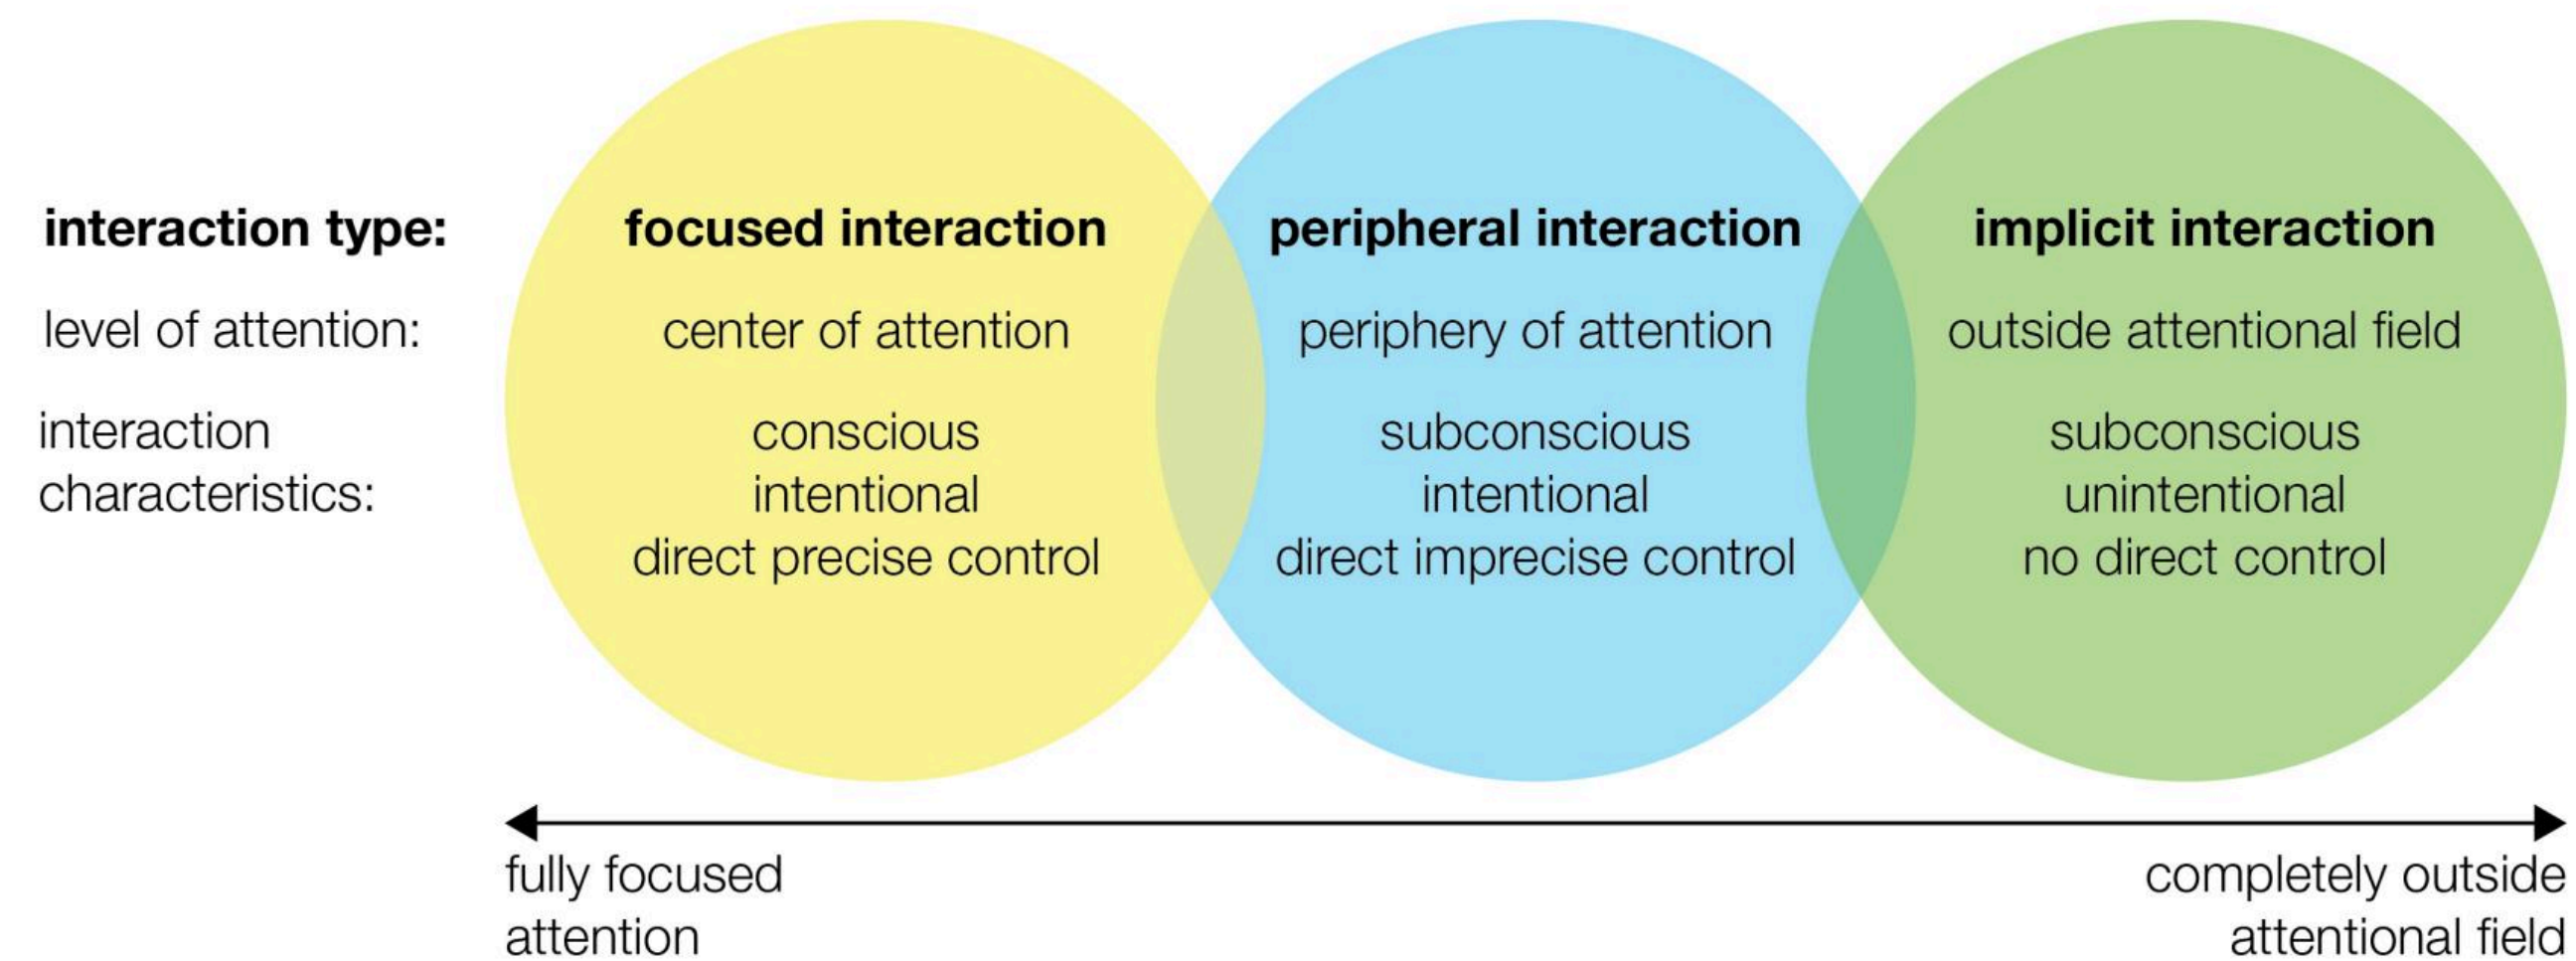 interaction type:
focused interaction
peripheral interaction
implicit interaction
level of attention:
center of attention
periphery of attention
outside attentional field
interaction
characteristics:
conscious
intentional
direct precise control
subconscious
intentional
direct imprecise control
subconscious
unintentional
no direct control
fully focused
attention
completely outside
attentional field